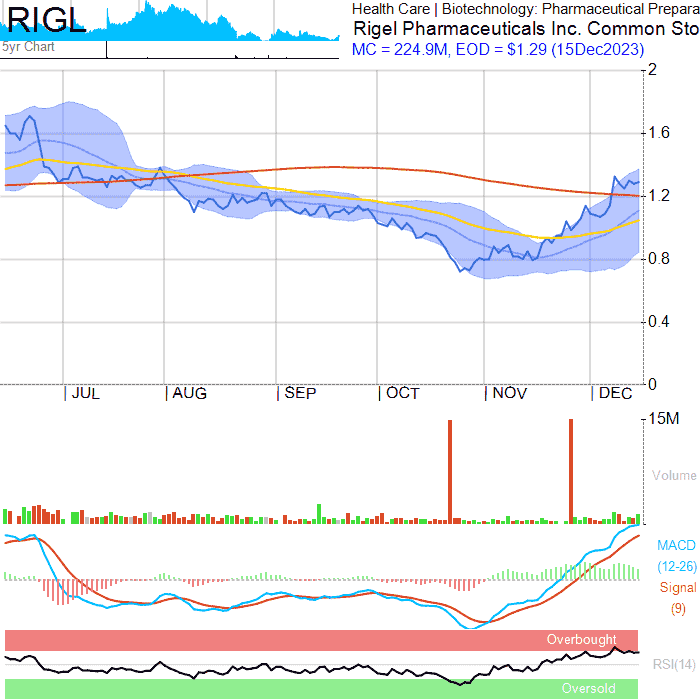 RIGL
5yr Chart
Health Care | Biotechnology: Pharmaceutical Prepara
Rigel Pharmaceuticals Inc. Common Sto
MC = 224.9M, EOD = $1.29 (15Dec2023)
2
1.6
1.2
0.8
0.4
0
| JUL | AUG | SEP | OCT | NOV | DEC
15M
Volume
MACD
(12-26)
Signal
(9)
Overbought
RSI(14)
Oversold